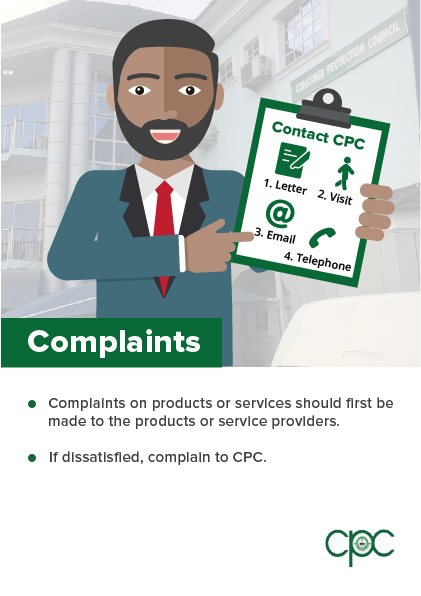 CONSUMER PROTECTION COUNCIL
Contact CPC
1. Letter
2. Visit
3. Email
4. Telephone
Complaints
Complaints on products or services should first be
made to the products or service providers.
If dissatisfied, complain to CPC.
cpc